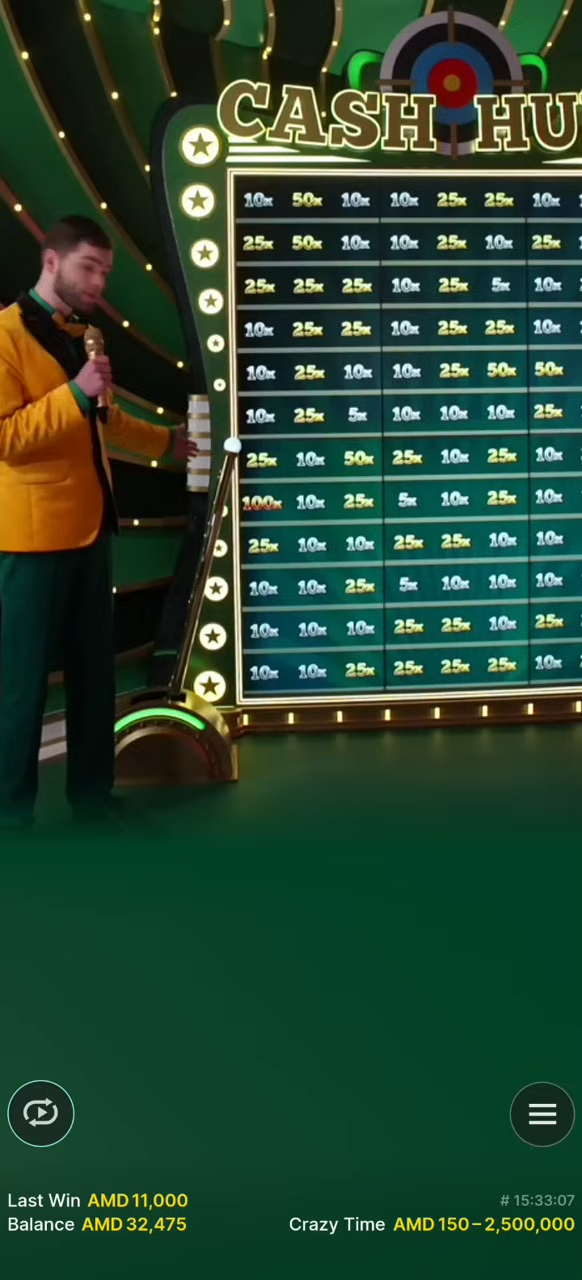 CASH HU
10x 50x 10x 10x 25x 25x 10x
25x 50x 10x 10x 25x 10x 25x
25x 25x 25x 10x 25x 5x 10x
10x 25x 25x 10x 25x 25x 10x
10x 25x 10x 10x 25x 50x 50x
10x 25x 5x 10x 10x 10x 25x
25x 10x 50x 25x 10x 25x 10x
100x 10x 25x 5x 10x 25x 10x
25x 10x 10x 25x 25x 10x 10x
10x 10x 25x 5x 10x 10x 10x
10x 10x 10x 25x 25x 10x 25x
10x 10x 25x 25x 25x 25x 10x
Last Win AMD 11,000
# 15:33:07
Balance AMD 32,475
Crazy Time AMD 150–2,500,000